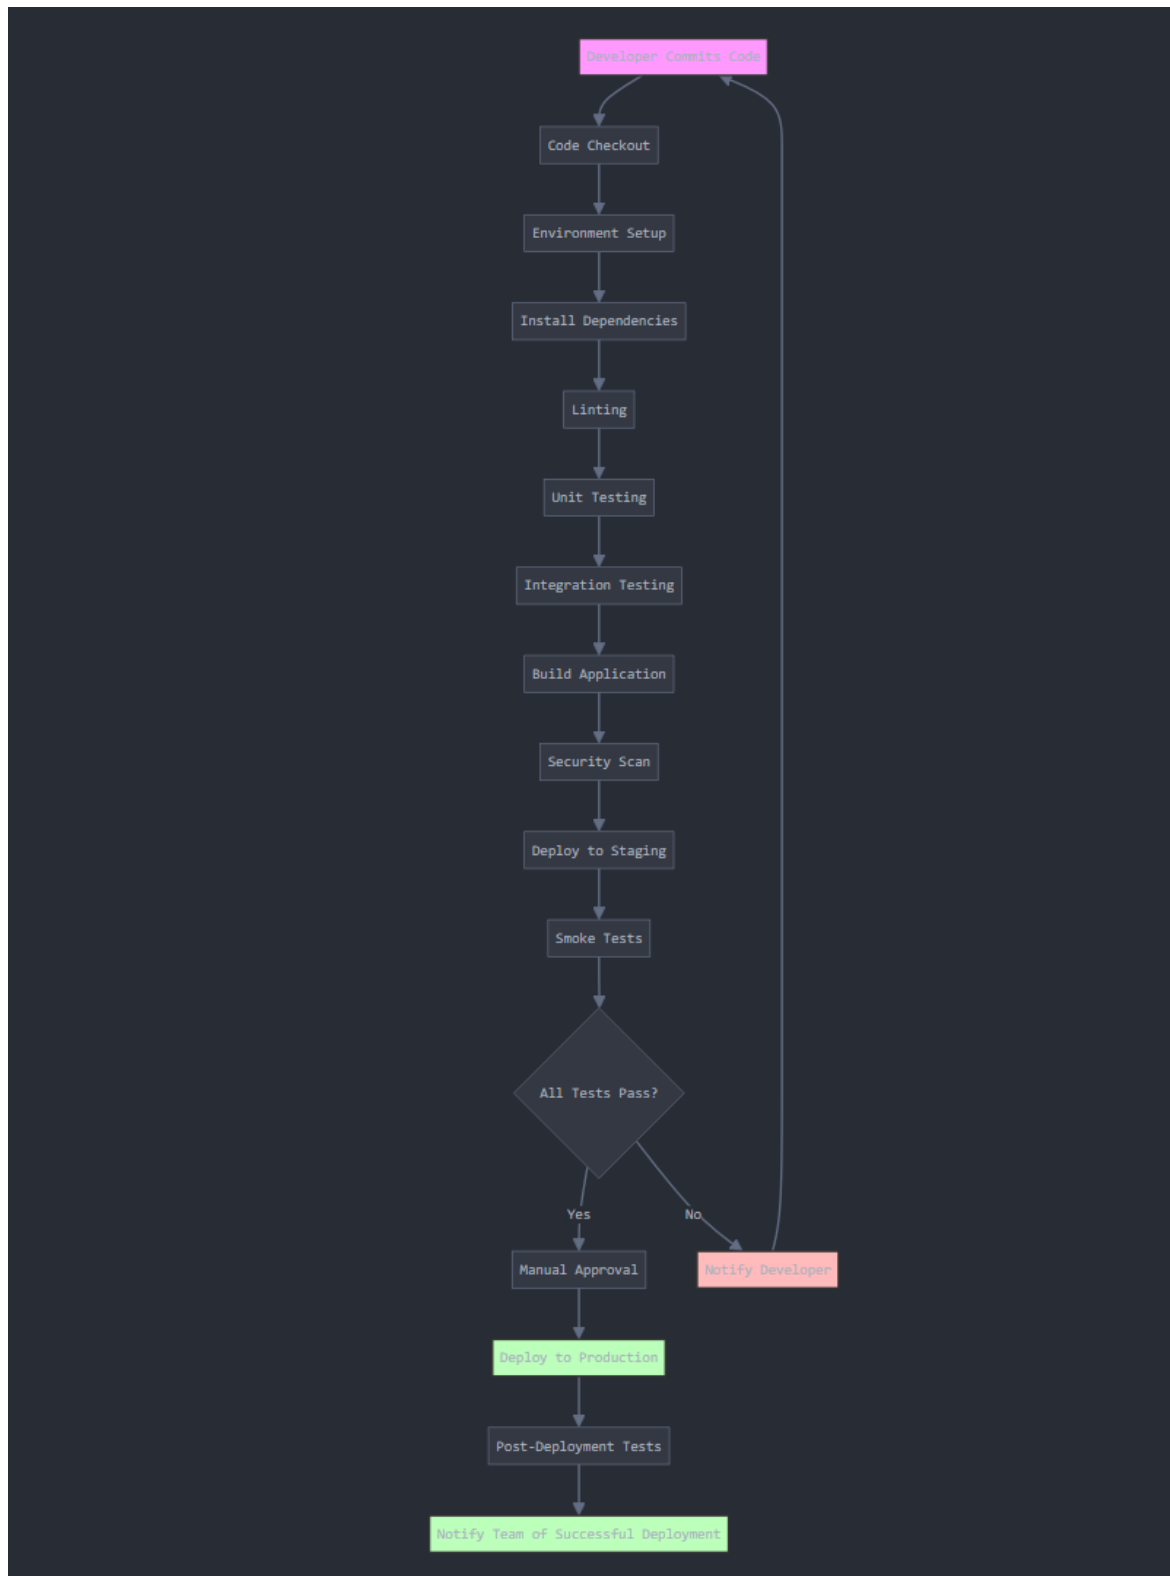 Developer Commits Code
Code Checkout
Environment Setup
Install Dependencies
Linting
Unit Testing
Integration Testing
Build Application
Security Scan
Deploy to Staging
Smoke Tests
All Tests Pass?
Yes
No
Manual Approval
Notify Developer
Deploy to Production
Post-Deployment Tests
Notify Team of Successful Deployment